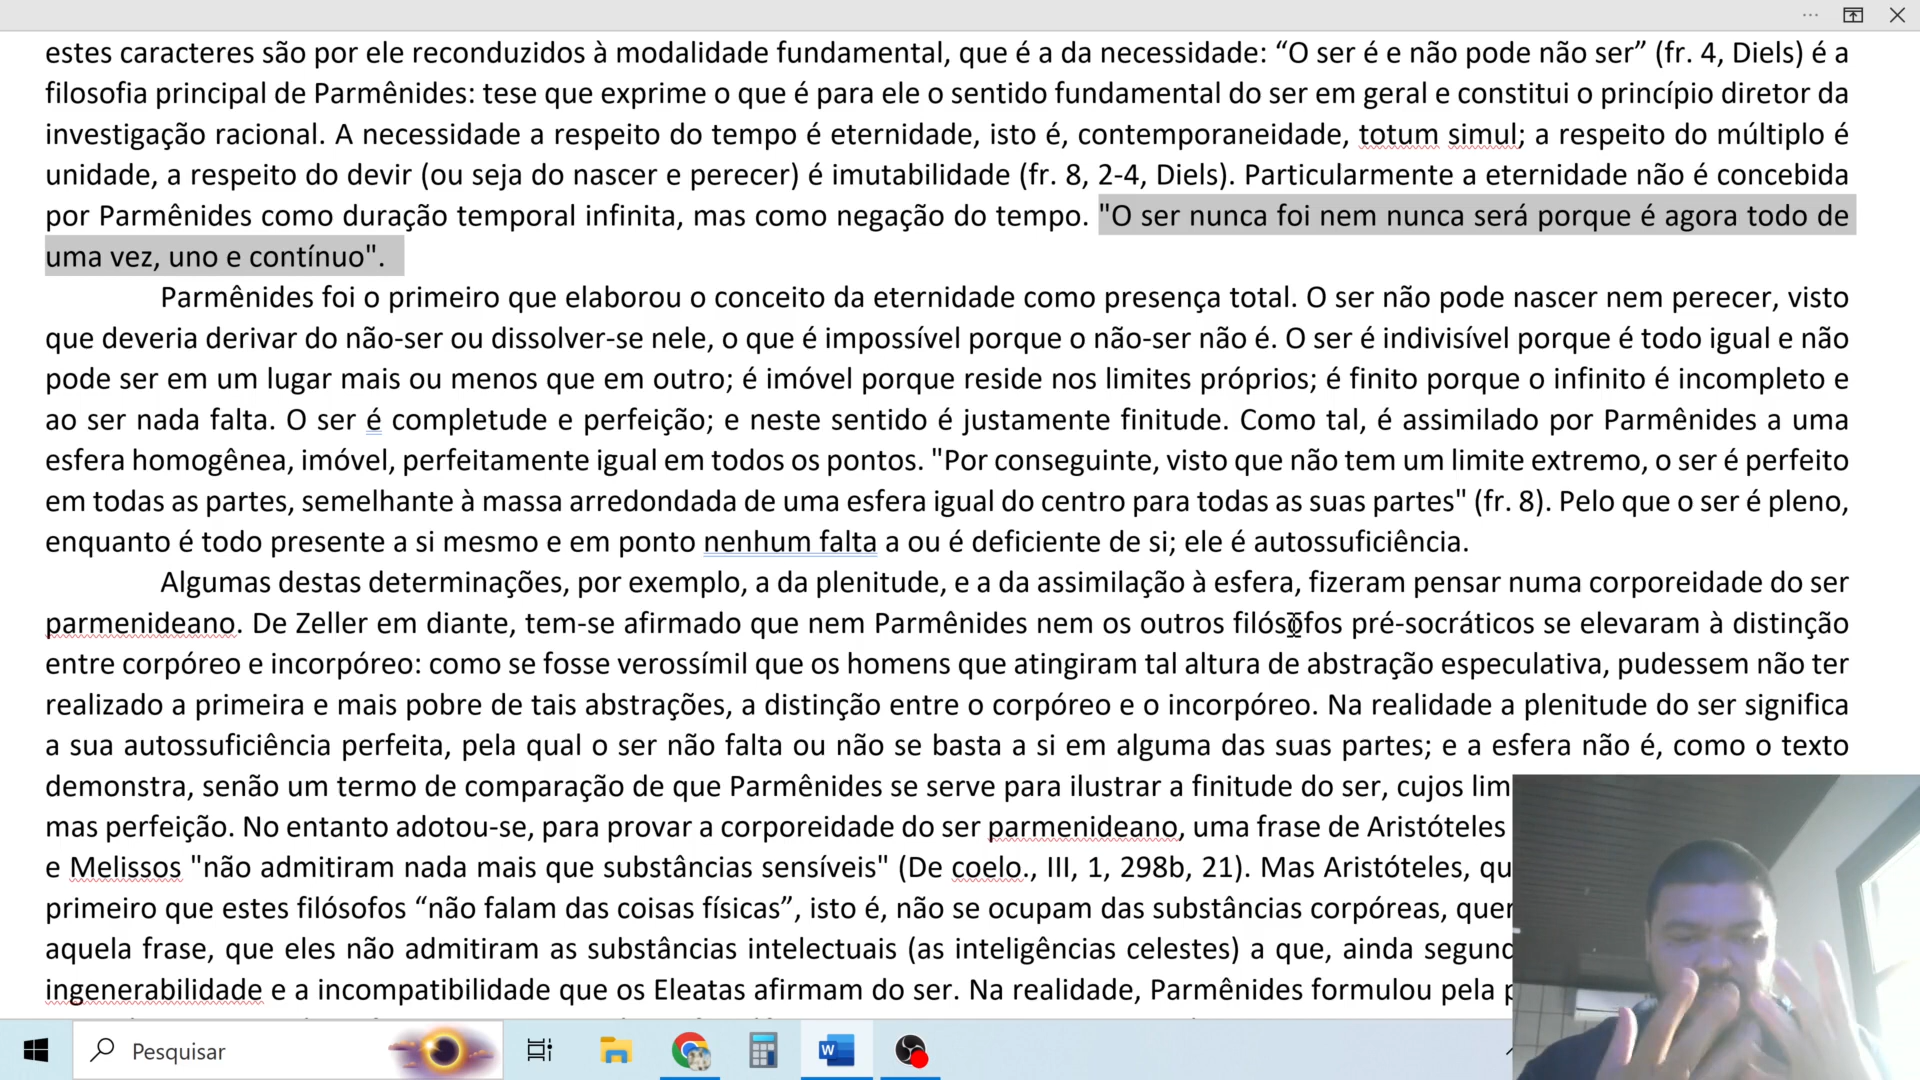 estes caracteres são por ele reconduzidos à modalidade fundamental, que é a da necessidade: “O ser é e não pode não ser” (fr. 4, Diels) é a
filosofia principal de Parmênides: tese que exprime o que é para ele o sentido fundamental do ser em geral e constitui o princípio diretor da
investigação racional. A necessidade a respeito do tempo é eternidade, isto é, contemporaneidade, totum simul; a respeito do múltiplo é
unidade, a respeito do devir (ou seja do nascer e perecer) é imutabilidade (fr. 8, 2-4, Diels). Particularmente a eternidade não é concebida
por Parmênides como duração temporal infinita, mas como negação do tempo. "O ser nunca foi nem nunca será porque é agora todo de
uma vez, uno e contínuo".
Parmênides foi o primeiro que elaborou o conceito da eternidade como presença total. O ser não pode nascer nem perecer, visto
que deveria derivar do não-ser ou dissolver-se nele, o que é impossível porque o não-ser não é. O ser é indivisível porque é todo igual e não
pode ser em um lugar mais ou menos que em outro; é imóvel porque reside nos limites próprios; é finito porque o infinito é incompleto e
ao ser nada falta. O ser é completude e perfeição; e neste sentido é justamente finitude. Como tal, é assimilado por Parmênides a uma
esfera homogênea, imóvel, perfeitamente igual em todos os pontos. "Por conseguinte, visto que não tem um limite extremo, o ser é perfeito
em todas as partes, semelhante à massa arredondada de uma esfera igual do centro para todas as suas partes" (fr. 8). Pelo que o ser é pleno,
enquanto é todo presente a si mesmo e em ponto nenhum falta a ou é deficiente de si; ele é autossuficiência.
Algumas destas determinações, por exemplo, a da plenitude, e a da assimilação à esfera, fizeram pensar numa corporeidade do ser
parmenideano. De Zeller em diante, tem-se afirmado que nem Parmênides nem os outros filósofos pré-socráticos se elevaram à distinção
entre corpóreo e incorpóreo: como se fosse verossímil que os homens que atingiram tal altura de abstração especulativa, pudessem não ter
realizado a primeira e mais pobre de tais abstrações, a distinção entre o corpóreo e o incorpóreo. Na realidade a plenitude do ser significa
a sua autossuficiência perfeita, pela qual o ser não falta ou não se basta a si em alguma das suas partes; e a esfera não é, como o texto
demonstra, senão um termo de comparação de que Parmênides se serve para ilustrar a finitude do ser, cujos lim
mas perfeição. No entanto adotou-se, para provar a corporeidade do ser parmenideano, uma frase de Aristóteles
e Melissos "não admitiram nada mais que substâncias sensíveis" (De coelo., III, 1, 298b, 21). Mas Aristóteles, qu
primeiro que estes filósofos “não falam das coisas físicas”, isto é, não se ocupam das substâncias corpóreas, quer
aquela frase, que eles não admitiram as substâncias intelectuais (as inteligências celestes) a que, ainda segund
ingenerabilidade e a incompatibilidade que os Eleatas afirmam do ser. Na realidade, Parmênides formulou pela p
Pesquisar